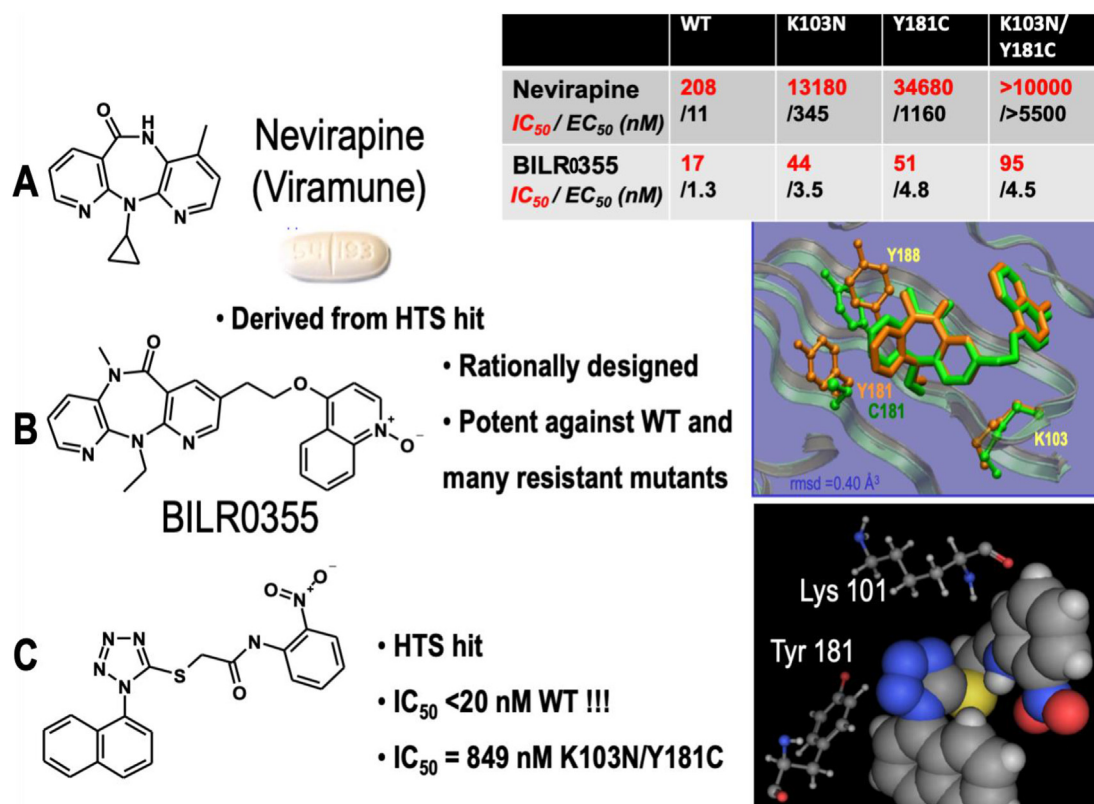 WT K103N Y181C K103N/
Y181C
Nevirapine 208 13180 34680 >10000
IC50 / EC50 (nM) /11 /345 /1160 />5500
BILR0355 17 44 51 95
IC50 / EC50 (nM) /1.3 /3.5 /4.8 /4.5
A
O
H
N
N
N
N
Nevirapine
(Viramune)
54 193
• Derived from HTS hit
B
N
O
N
N
N
O
N+
O−
BILR0355
• Rationally designed
• Potent against WT and
many resistant mutants
Y188
Y181
C181
K103
rmsd =0.40 Å3
C
N
N
N
N
S
O
N
O
N+
O−
• HTS hit
• IC50 <20 nM WT !!!
• IC50 = 849 nM K103N/Y181C
Lys 101
Tyr 181